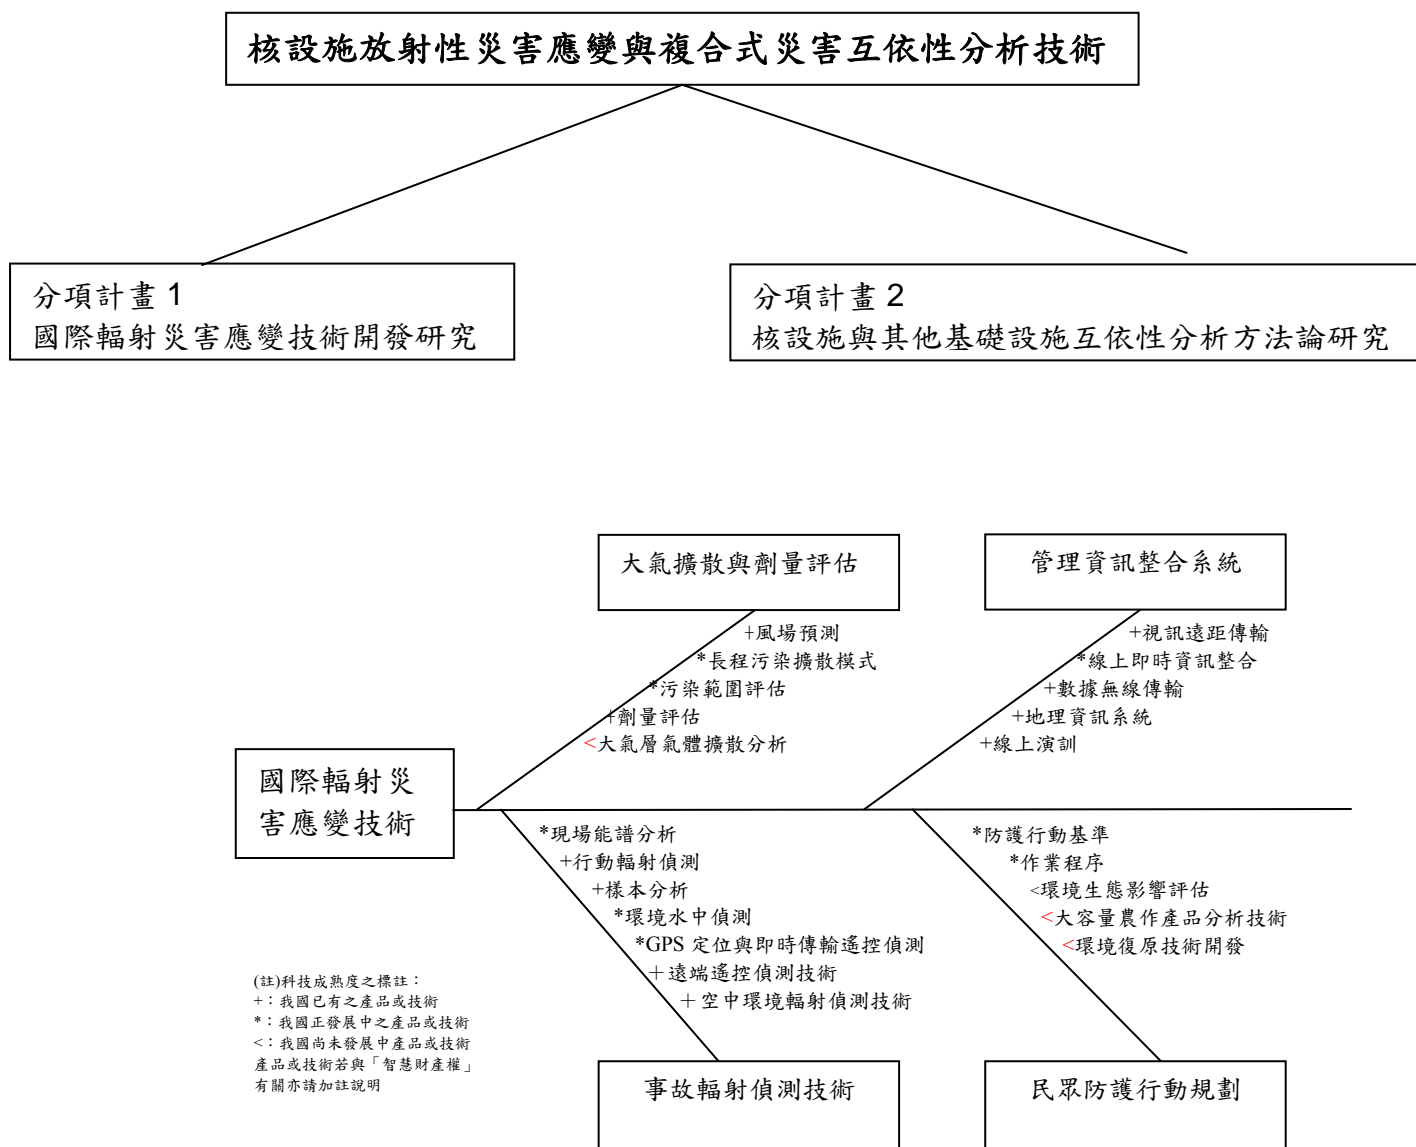 核設施放射性災害應變與複合式災害互依性分析技術
分項計畫 1
國際輻射災害應變技術開發研究
分項計畫 2
核設施與其他基礎設施互依性分析方法論研究
大氣擴散與劑量評估
+風場預測
*長程污染擴散模式
*污染範圍評估
+劑量評估
<大氣層氣體擴散分析
管理資訊整合系統
+視訊遠距傳輸
*線上即時資訊整合
+數據無線傳輸
+地理資訊系統
+線上演訓
國際輻射災
害應變技術
*現場能譜分析
+行動輻射偵測
+樣本分析
*環境水中偵測
*GPS 定位與即時傳輸遙控偵測
＋遠端遙控偵測技術
＋空中環境輻射偵測技術
事故輻射偵測技術
*防護行動基準
*作業程序
<環境生態影響評估
<大容量農作產品分析技術
<環境復原技術開發
民眾防護行動規劃
(註)科技成熟度之標註：
+：我國已有之產品或技術
*：我國正發展中之產品或技術
<：我國尚未發展中產品或技術
產品或技術若與「智慧財產權」
有關亦請加註說明